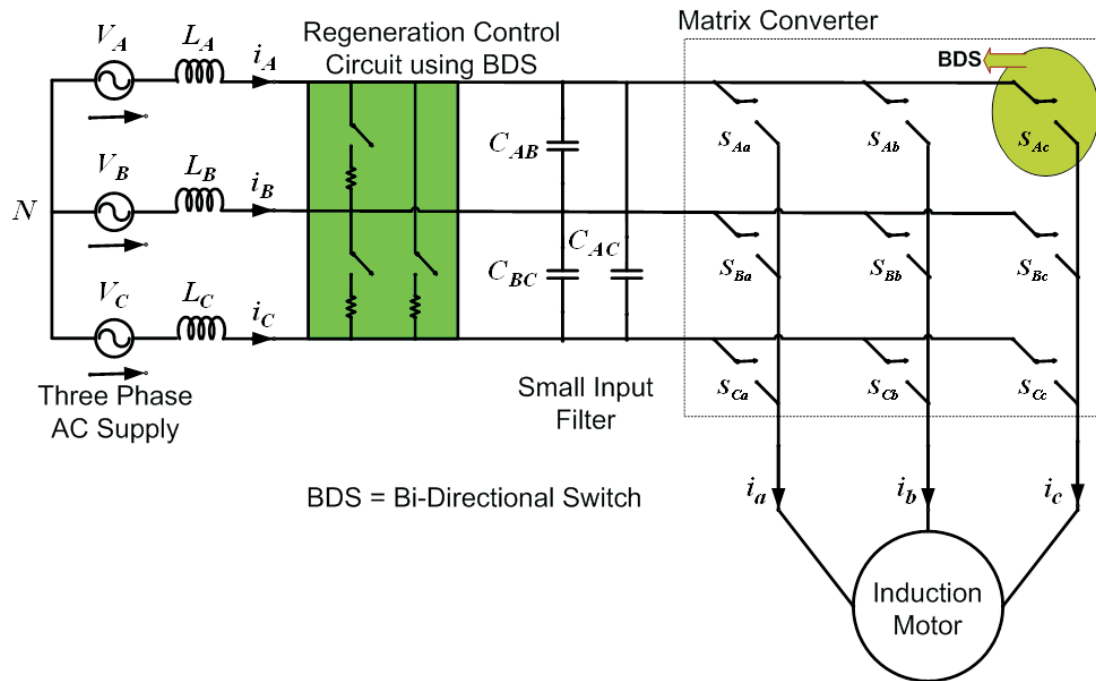 Matrix Converter
V_A
L_A
i_A
Regeneration Control
Circuit using BDS
BDS
C_AB
S_Aa
S_Ab
S_Ac
N
V_B
L_B
i_B
C_AC
C_BC
S_Ba
S_Bb
S_Bc
V_C
L_C
i_C
Three Phase
AC Supply
Small Input
Filter
S_Ca
S_Cb
S_Cc
BDS = Bi-Directional Switch
i_a
i_b
i_c
Induction
Motor